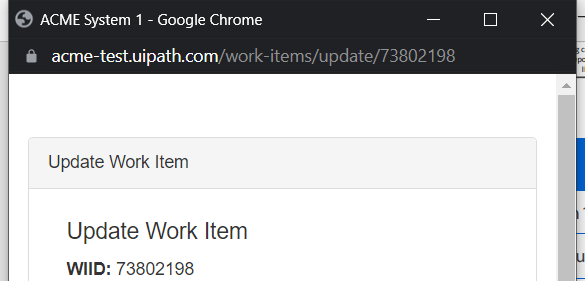 ACME System 1 - Google Chrome
acme-test.uipath.com/work-items/update/73802198
Update Work Item
Update Work Item
WIID: 73802198